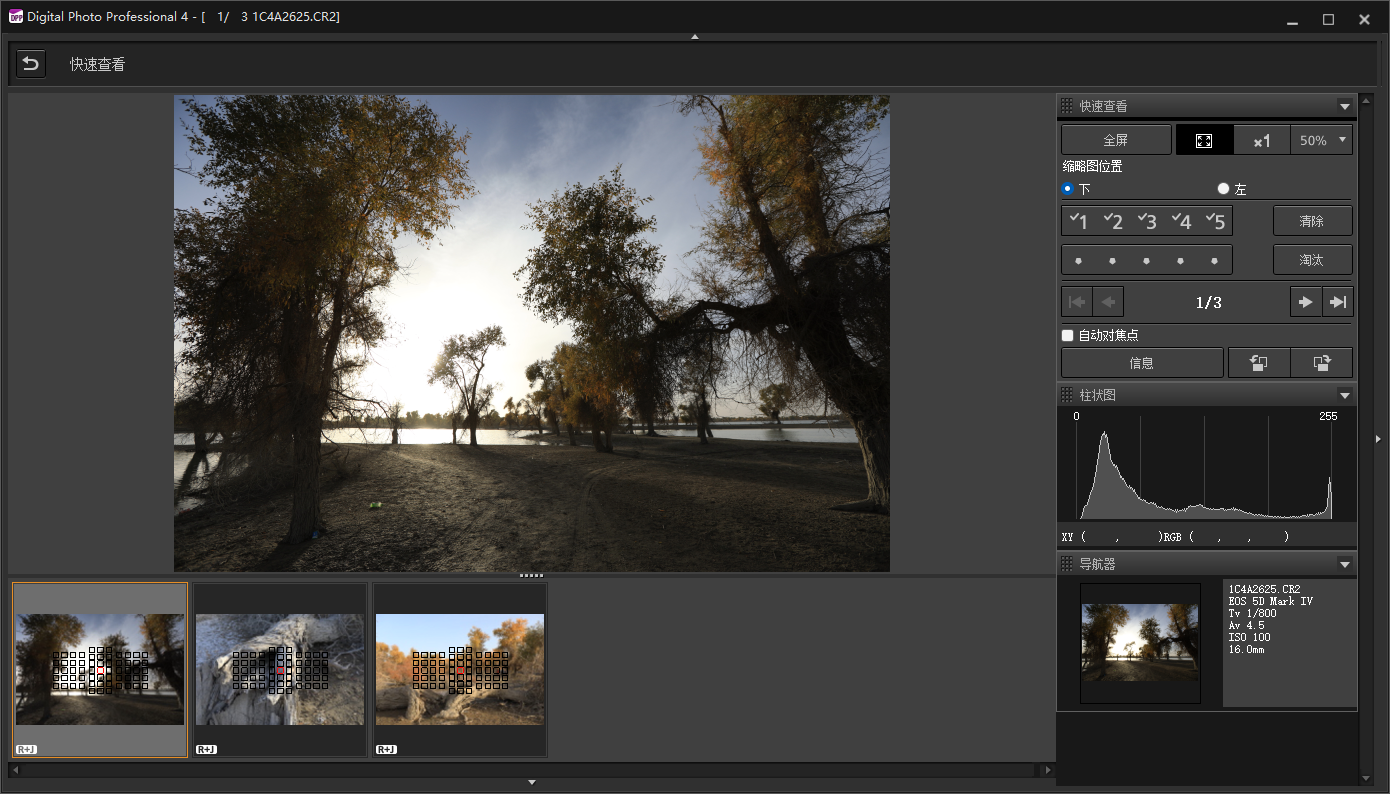 Digital Photo Professional 4 - [ 1/ 3 1C4A2625.CR2]
快速查看
快速查看
全屏
x1
50%
缩略图位置
下
左
1 2 3 4 5
清除
淘汰
1/3
自动对焦点
信息
柱状图
0 255
XY ( , )RGB ( , , )
导航器
1C4A2625.CR2
EOS 5D Mark IV
Tv 1/800
Av 4.5
ISO 100
16.0mm
R+J
R+J
R+J